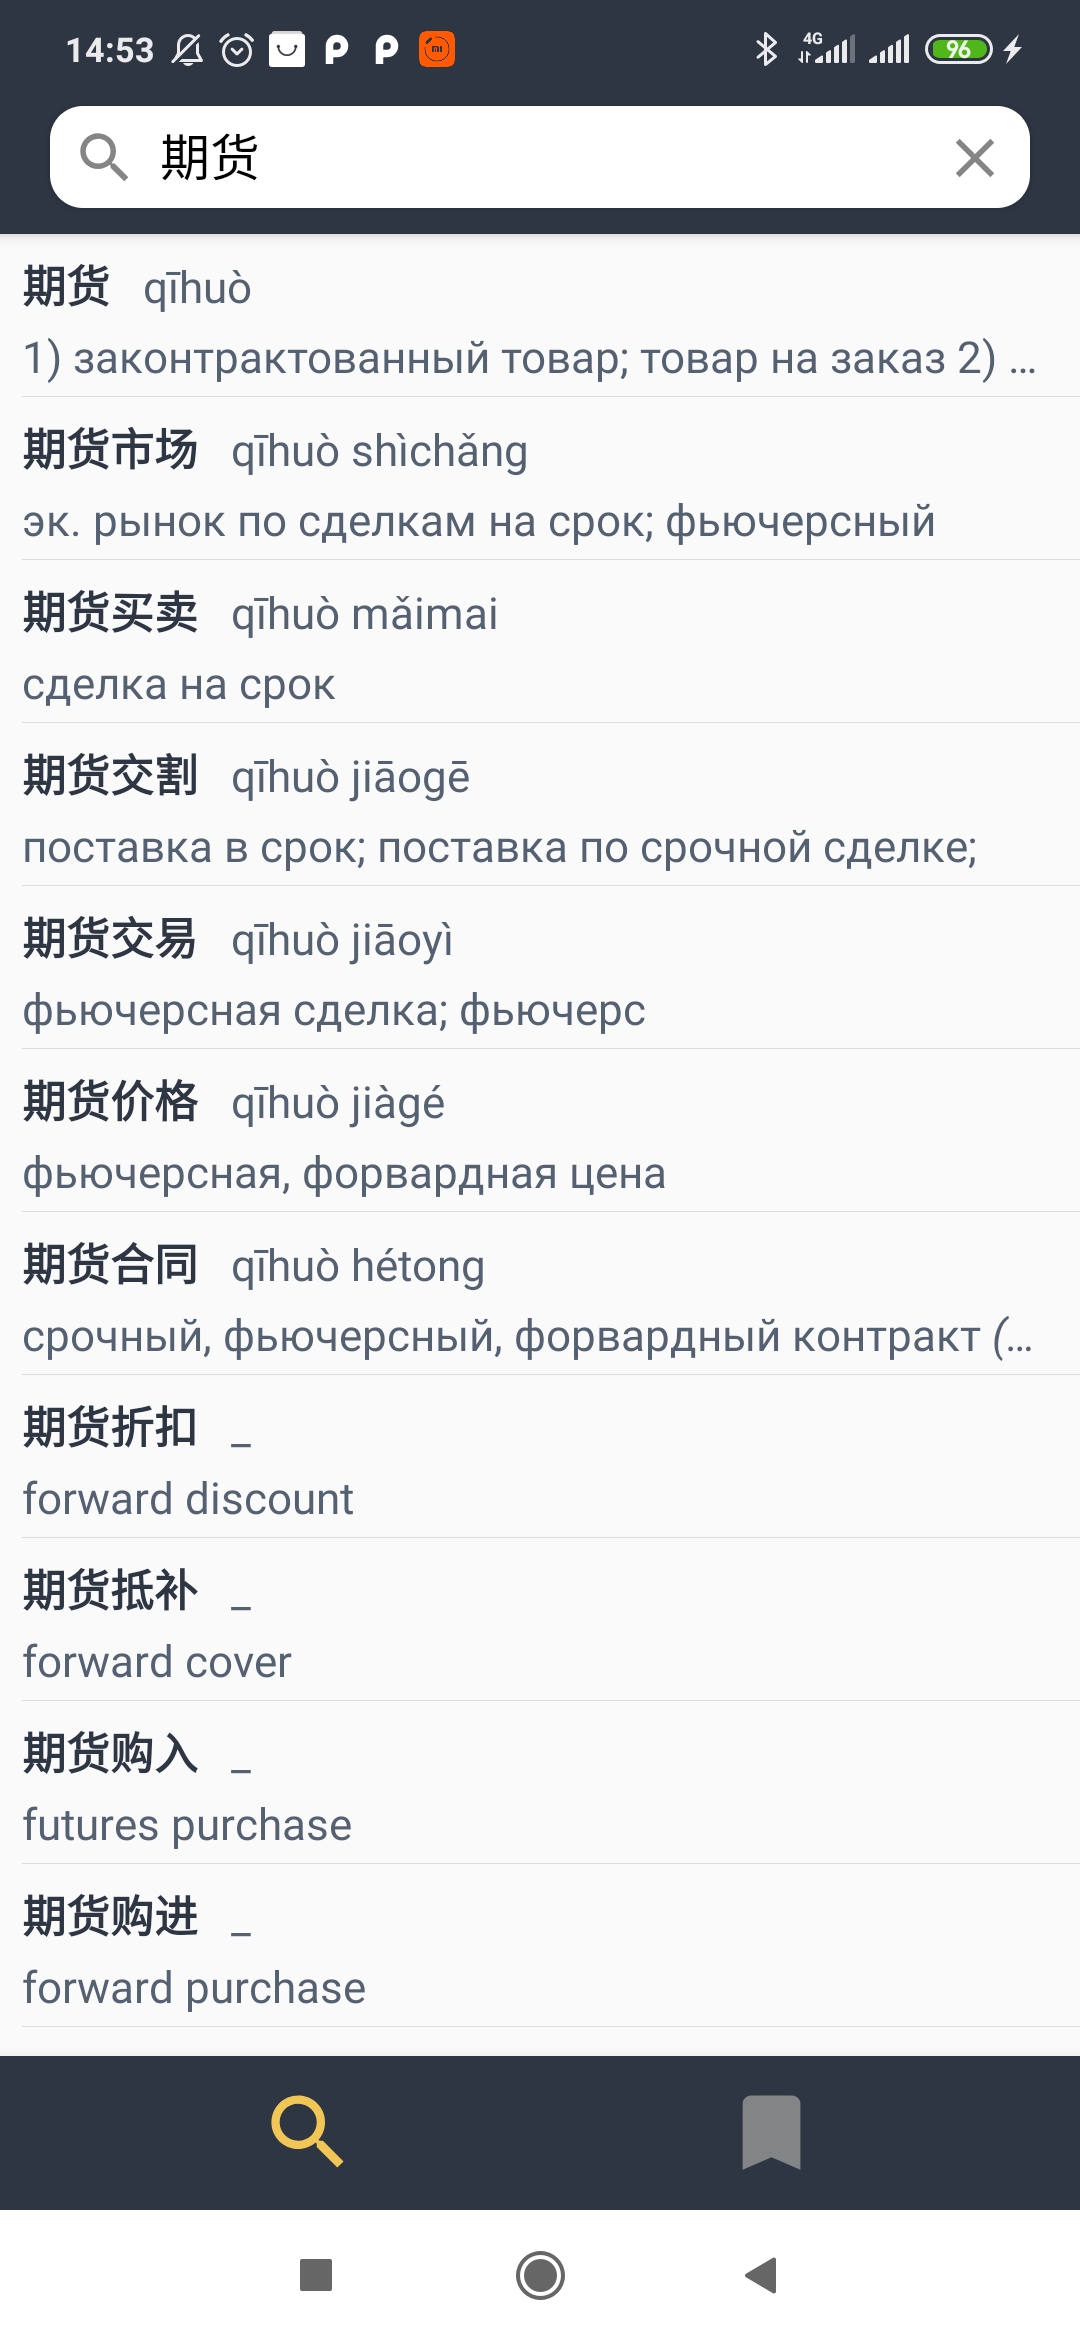 14:53
4G
96
期货
期货 qīhuò
1) законтрактованный товар; товар на заказ 2) ...
期货市场 qīhuò shìchǎng
эк. рынок по сделкам на срок; фьючерсный
期货买卖 qīhuò mǎimai
сделка на срок
期货交割 qīhuò jiāogē
поставка в срок; поставка по срочной сделке;
期货交易 qīhuò jiāoyì
фьючерсная сделка; фьючерс
期货价格 qīhuò jiàgé
фьючерсная, форвардная цена
期货合同 qīhuò hétong
срочный, фьючерсный, форвардный контракт (...
期货折扣 _
forward discount
期货抵补 _
forward cover
期货购入 _
futures purchase
期货购进 _
forward purchase